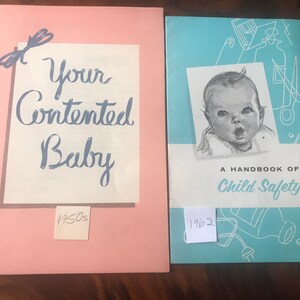 Your
Contented
Baby
1950s
A HANDBOOK OF
Child Safety
1962